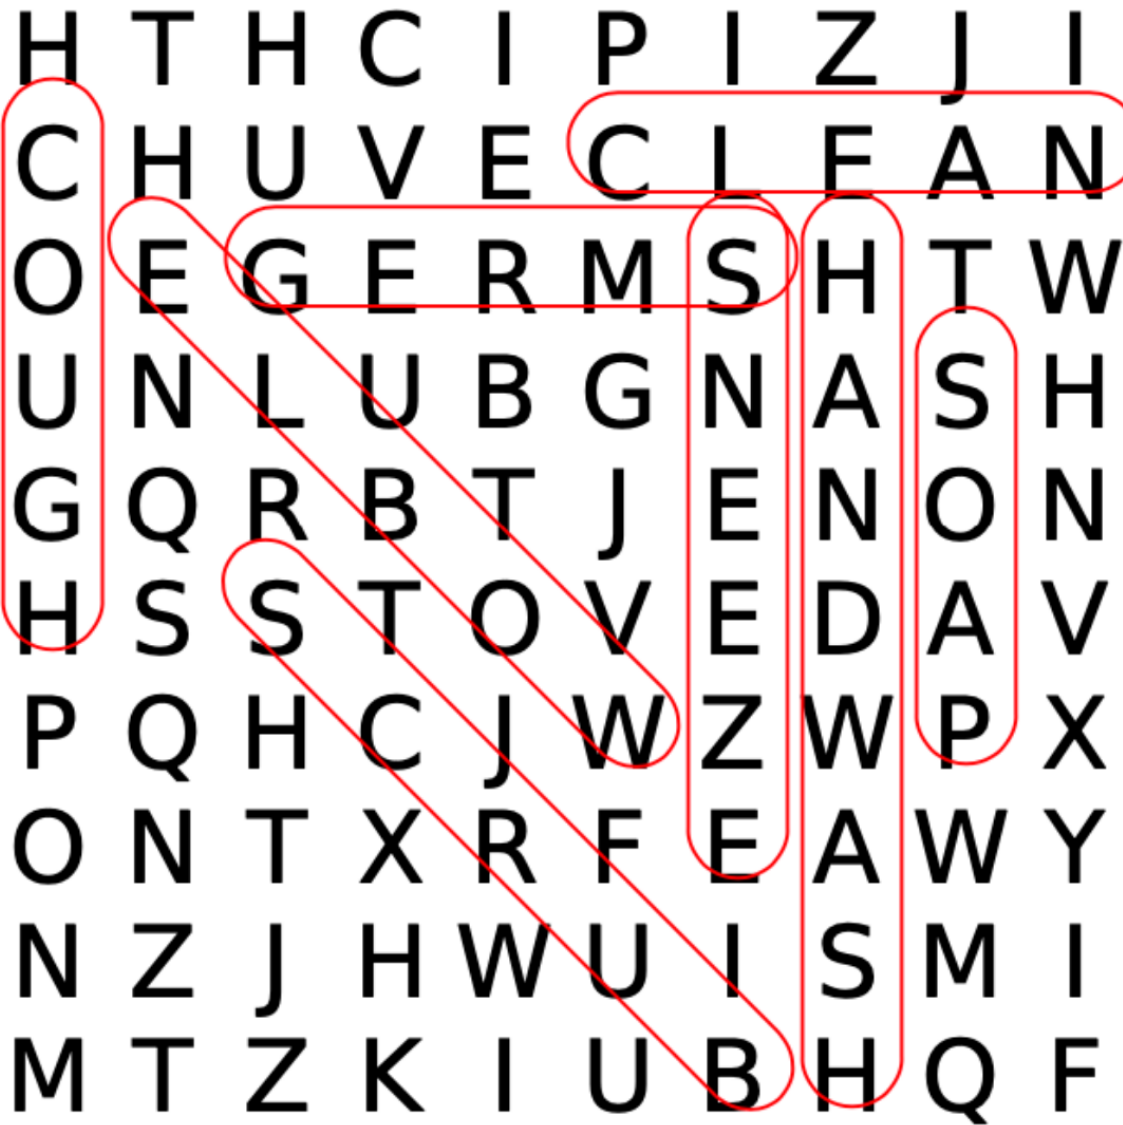 H T H C I P I Z J I
C H U V E C L E A N
O E G E R M S H T W
U N L U B G N A S H
G Q R B T J E N O N
H S S T O V E D A V
P Q H C J W Z W P X
O N T X R F E A W Y
N Z J H W U I S M I
M T Z K I U B H Q F